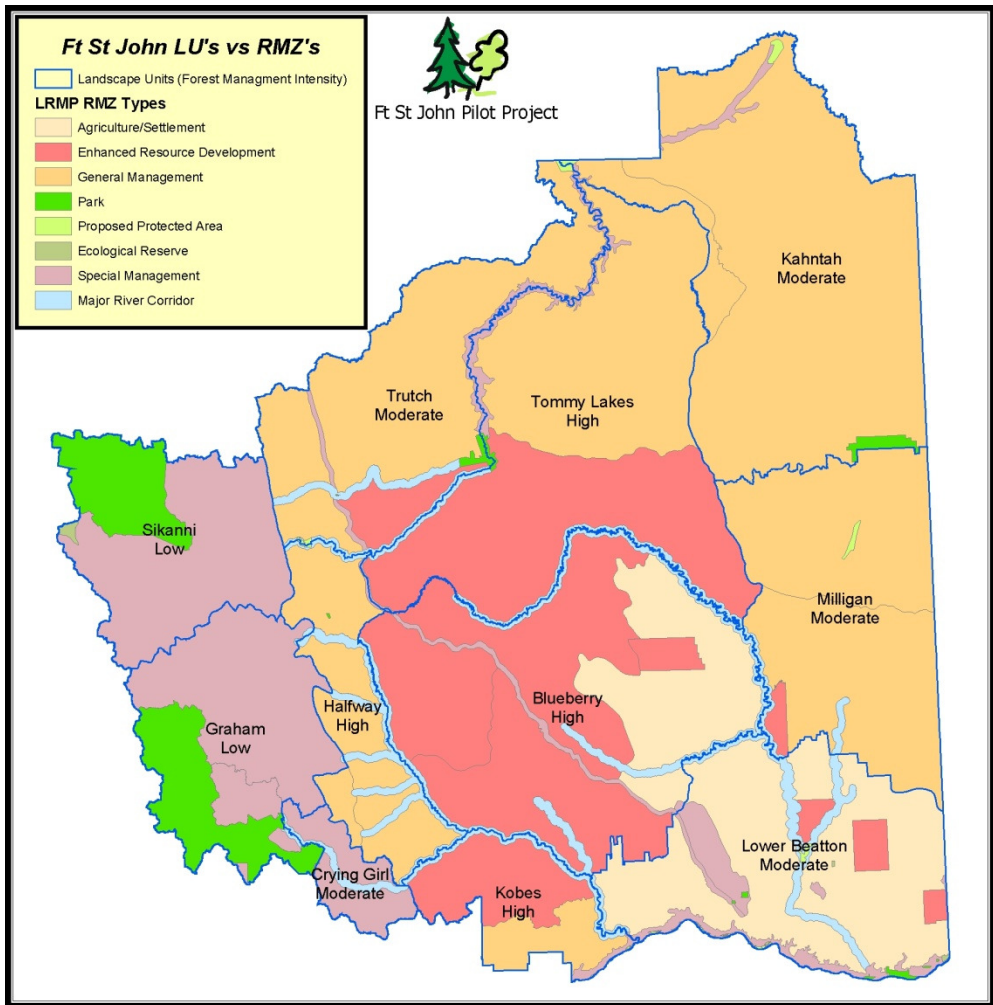 Ft St John LU's vs RMZ's
Landscape Units (Forest Managment Intensity)
LRMP RMZ Types
Agriculture/Settlement
Enhanced Resource Development
General Management
Park
Proposed Protected Area
Ecological Reserve
Special Management
Major River Corridor
Ft St John Pilot Project
Kahntah
Moderate
Trutch
Moderate
Tommy Lakes
High
Sikanni
Low
Milligan
Moderate
Blueberry
High
Halfway
High
Graham
Low
Lower Beatton
Moderate
Crying Girl
Moderate
Kobes
High